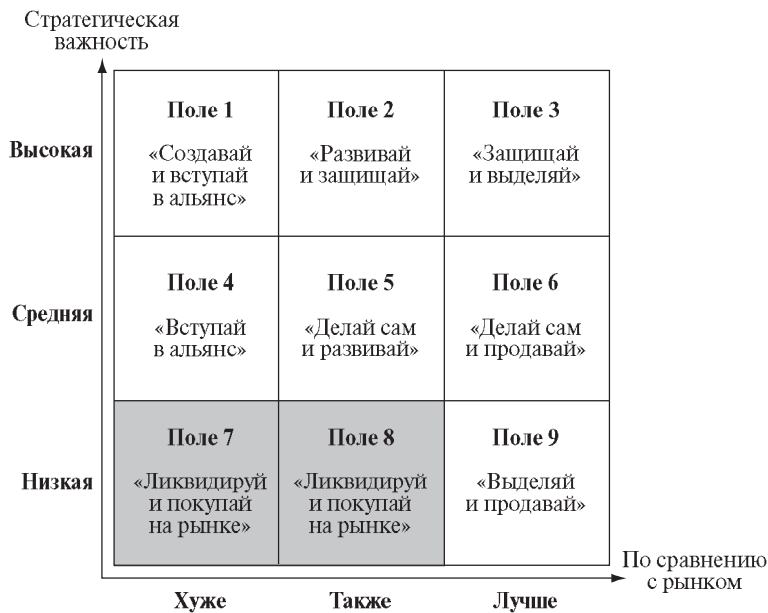 Стратегическая
важность
Высокая
Поле 1
«Создавай
и вступай
в альянс»
Поле 2
«Развивай
и защищай»
Поле 3
«Защищай
и выделяй»
Средняя
Поле 4
«Вступай
в альянс»
Поле 5
«Делай сам
и развивай»
Поле 6
«Делай сам
и продавай»
Низкая
Поле 7
«Ликвидируй
и покупай
на рынке»
Поле 8
«Ликвидируй
и покупай
на рынке»
Поле 9
«Выделяй
и продавай»
По сравнению
с рынком
Хуже
Также
Лучше